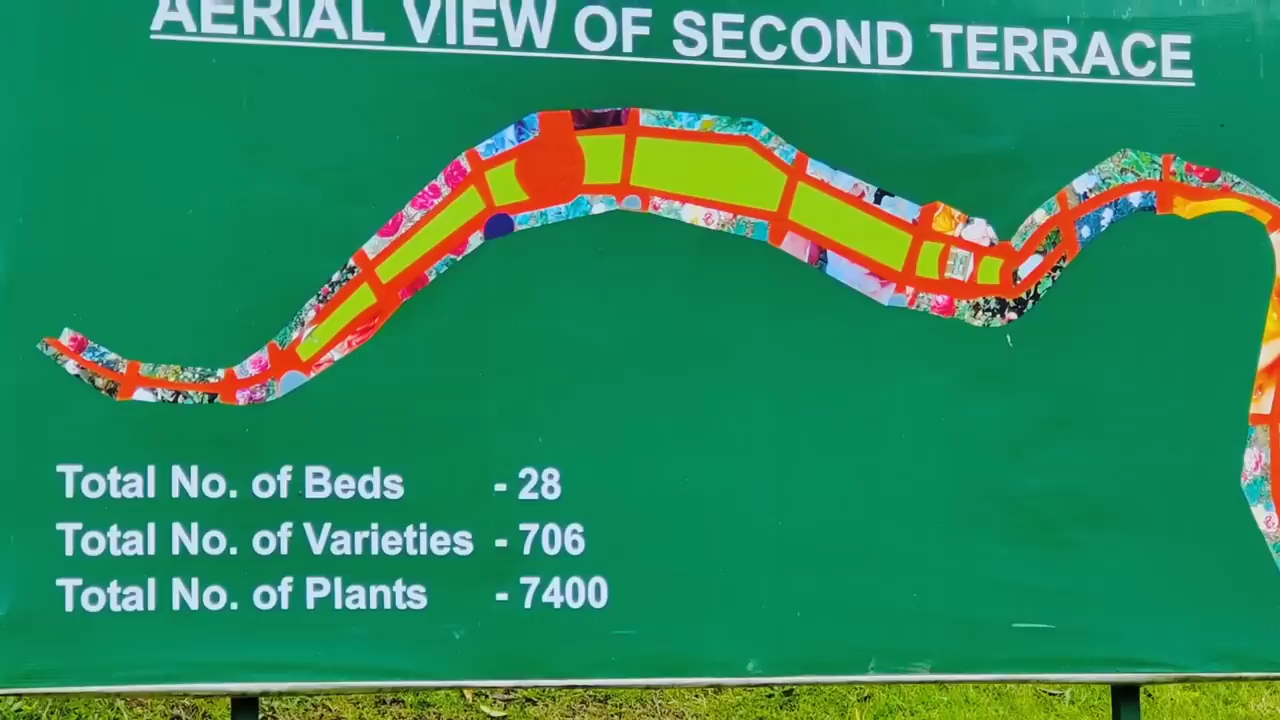 AERIAL VIEW OF SECOND TERRACE
Total No. of Beds - 28
Total No. of Varieties - 706
Total No. of Plants - 7400